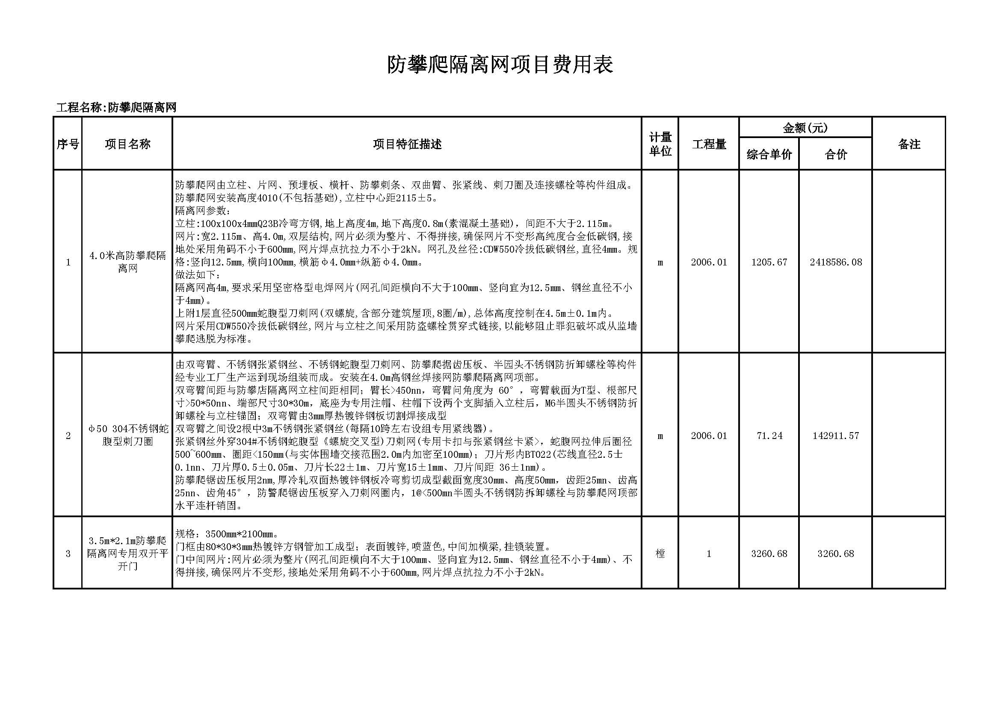 防攀爬隔离网项目费用表
工程名称:防攀爬隔离网
序号
项目名称
项目特征描述
计量
单位
工程量
金额(元)
综合单价
合价
备注
1
4.0米高防攀爬隔
离网
防攀爬网由立柱、片网、预埋板、横杆、防攀刺条、双曲臂、张紧线、刺刀圈及连接螺栓等构件组成。
防攀爬网安装高度4010(不包括基础),立柱中心距2115±5。
隔离网参数:
立柱:100x100x4mmQ23B冷弯方钢,地上高度4m,地下高度0.8m(素混凝土基础)，间距不大于2.115m。
网片:宽2.115m、高4.0m,双层结构,网片必须为整片、不得拼接,确保网片不变形高纯度合金低碳钢,接
地处采用角码不小于600mm,网片焊点抗拉力不小于2kN。网孔及丝径:CDW550冷拔低碳钢丝,直径4mm。规
格:竖向12.5mm,横向100mm,横筋φ4.0mm+纵筋φ4.0mm。
做法如下:
隔离网高4m,要求采用坚密格型电焊网片(网孔间距横向不大于100mm、竖向宜为12.5mm、钢丝直径不小
于4mm)。
上附1层直径500mm蛇腹型刀刺网(双螺旋,含部分建筑屋顶,8圈/m),总体高度控制在4.5m±0.1m内。
网片采用CDW550冷拔低碳钢丝,网片与立柱之间采用防盗螺栓贯穿式链接,以能够阻止罪犯破坏或从监墙
攀爬逃脱为标准。
m
2006.01
1205.67
2418586.08
2
φ50 304不锈钢蛇
腹型刺刀圈
由双弯臂、不锈钢张紧钢丝、不锈钢蛇腹型刀刺网、防攀爬据齿压板、半园头不锈钢防折卸螺栓等构件
经专业工厂生产运到现场组装而成。安装在4.0m高钢丝焊接网防攀爬隔离网项部。
双弯臂间距与防攀店隔离网立柱间距相同；臂长>450nn，弯臂问角度为 60°，弯臂载面为T型、根部尺
寸>50*50nn、端部尺寸30*30m，底座为专用注帽、柱帽下设两个支脚插入立柱后，M6半圆头不锈钢防折
卸螺栓与立柱锚固；双弯臂由3mm厚热镀锌钢板切割焊接成型
双弯臂之间设2根中3m不锈钢张紧钢丝(每隔10跨左右设组专用紧线器)。
张紧钢丝外穿304#不锈钢蛇腹型《螺旋交叉型)刀刺网(专用卡扣与张紧钢丝卡紧>，蛇腹网拉伸后圈径
500~600mm、圈距<150mm(与实体围墙交接范围2.0m内加密至100mm)；刀片形内BTO22(芯线直径2.5士
0.1nn、刀片厚0.5±0.05m、刀片长22±1m、刀片宽15±1mm、刀片间距 36±1nm)。
防攀爬锯齿压板用2nm,厚冷轧双面热镀锌钢板冷弯剪切成型截面宽度30mm、高度50mm，齿距25mn、齿高
25nn、齿角45°，防警爬锯齿压板穿入刀刺网圈内，1@<500mn半圆头不锈钢防拆卸螺栓与防攀爬网顶部
水平连杆销固。
m
2006.01
71.24
142911.57
3
3.5m*2.1m防攀爬
隔离网专用双开平
开门
规格：3500mm*2100mm。
门框由80*30*3mm热镀锌方钢管加工成型；表面镀锌,喷蓝色,中间加横梁,挂锁装置。
门中间网片:网片必须为整片(网孔间距横向不大于100mm、竖向宜为12.5mm、钢丝直径不小于4mm)、不
得拼接,确保网片不变形,接地处采用角码不小于600mm,网片焊点抗拉力不小于2kN。
樘
1
3260.68
3260.68